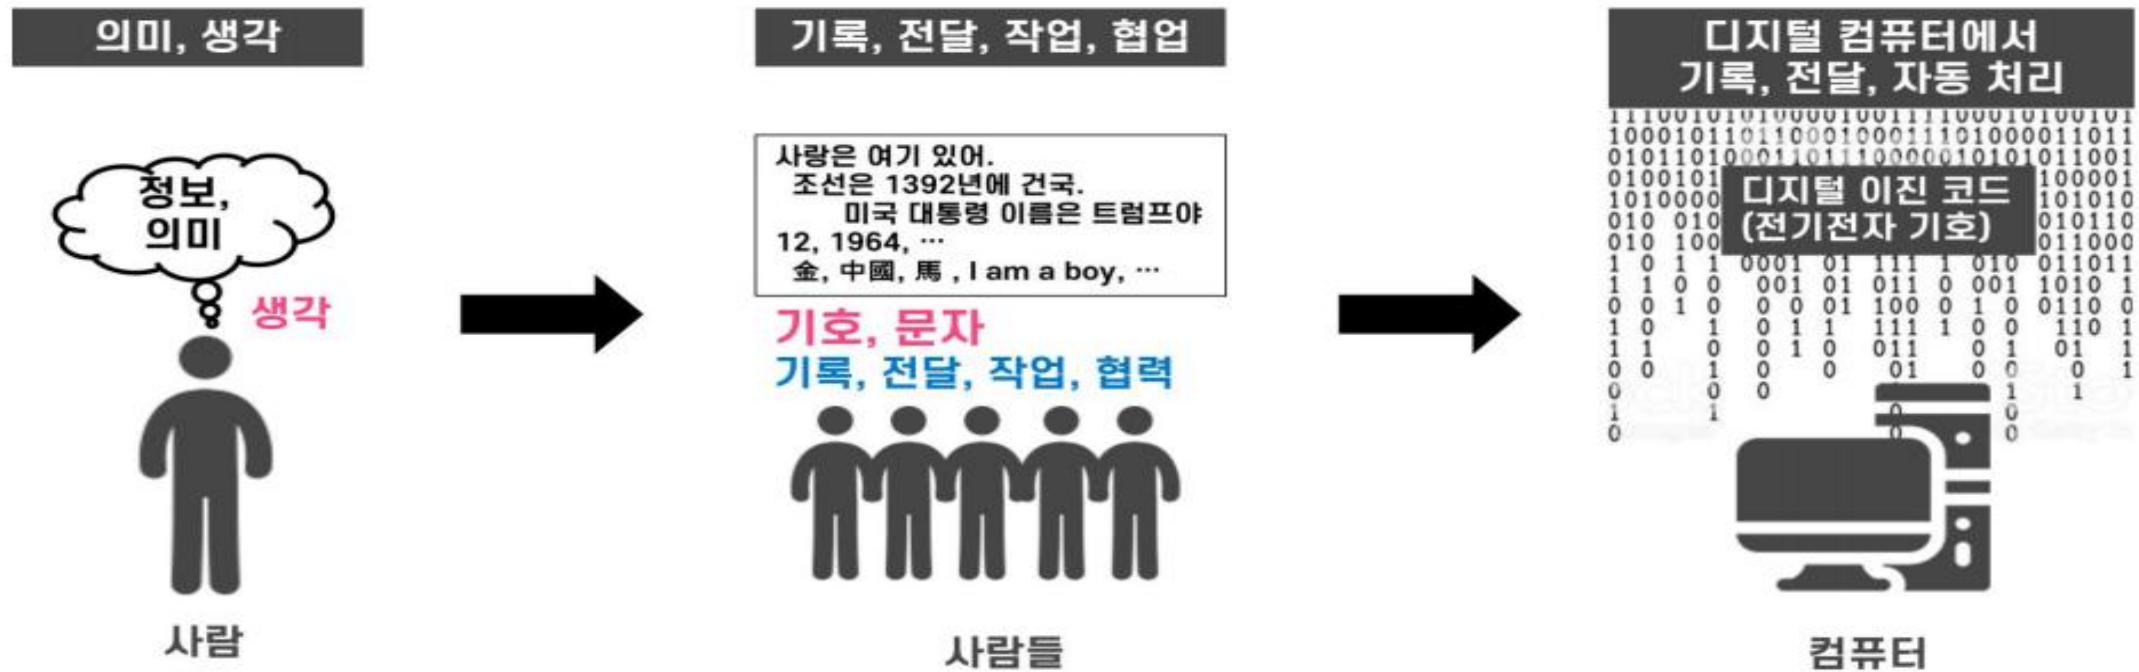 의미, 생각
정보,
의미
생각
사람
기록, 전달, 작업, 협업
사랑은 여기 있어.
조선은 1392년에 건국.
미국 대통령 이름은 트럼프야
12, 1964, …
金, 中國, 馬 , I am a boy, …
기호, 문자
기록, 전달, 작업, 협력
사람들
디지털 컴퓨터에서
기록, 전달, 자동 처리
디지털 이진 코드
(전기전자 기호)
컴퓨터